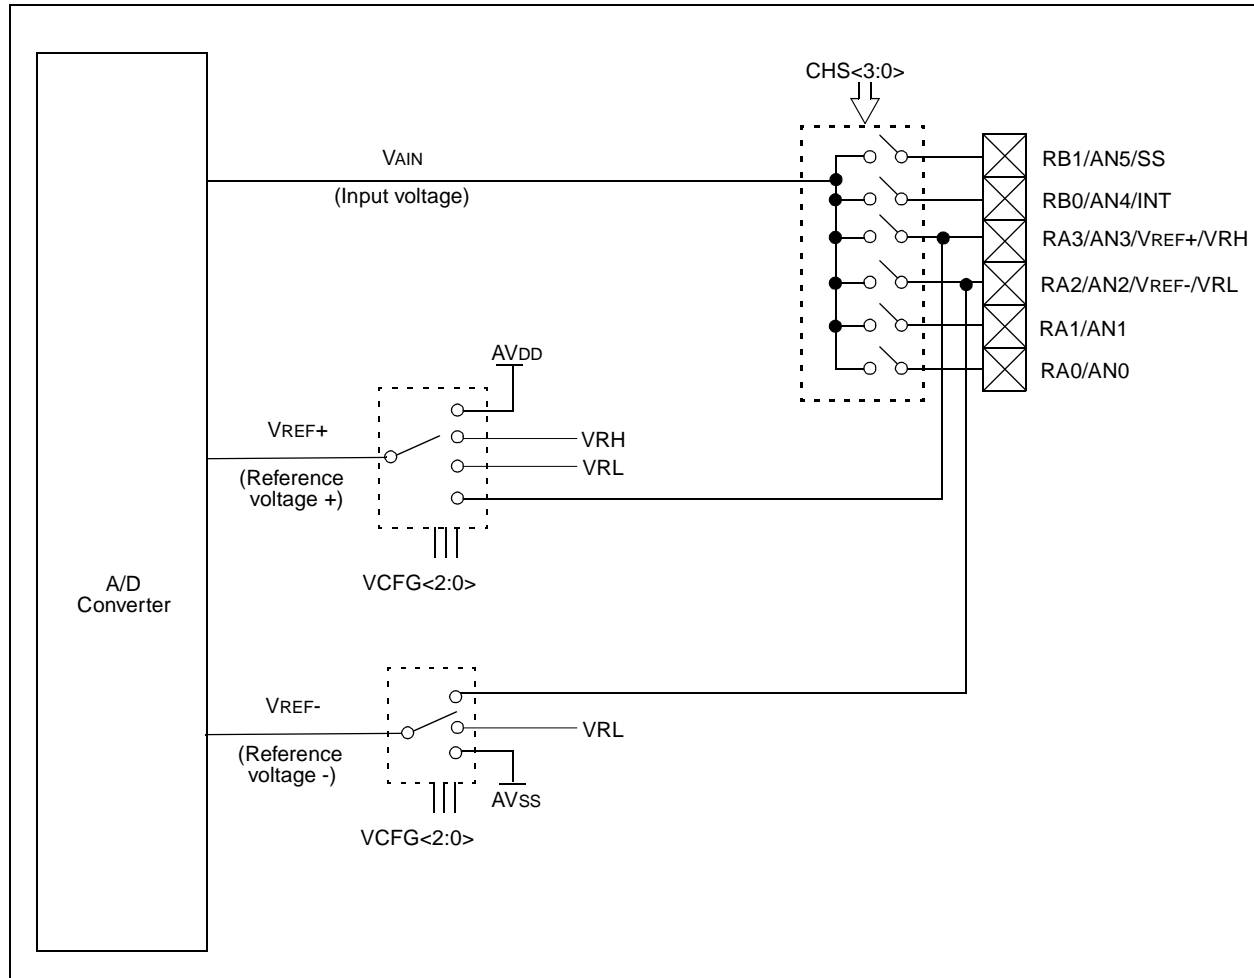 CHS<3:0>
VAIN
(Input voltage)
RB1/AN5/SS
RB0/AN4/INT
RA3/AN3/VREF+/VRH
RA2/AN2/VREF-/VRL
RA1/AN1
RA0/AN0
AVDD
VREF+
(Reference
voltage +)
VRH
VRL
VCFG<2:0>
A/D
Converter
VREF-
(Reference
voltage -)
VRL
AVSS
VCFG<2:0>